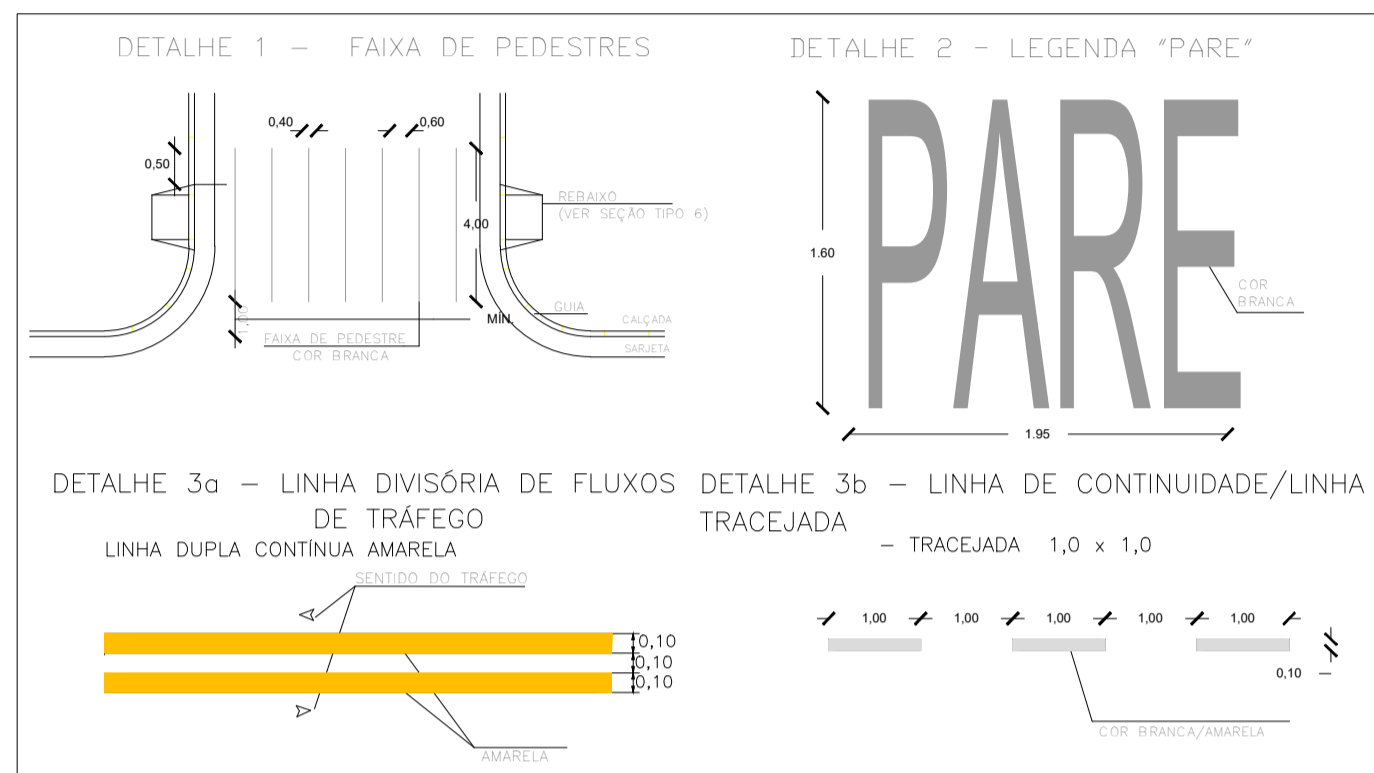 DETALHE 1 - FAIXA DE PEDESTRES
0,40
0,60
0,50
4,00
REBAIXO
(VER SEÇÃO TIPO 6)
1,00
MÍN.
GUIA
CALÇADA
SARJETA
FAIXA DE PEDESTRE
COR BRANCA
DETALHE 2 - LEGENDA "PARE"
PARE
1.60
1.95
COR
BRANCA
DETALHE 3a - LINHA DIVISÓRIA DE FLUXOS
DE TRÁFEGO
LINHA DUPLA CONTÍNUA AMARELA
SENTIDO DO TRÁFEGO
0,10
0,10
0,10
AMARELA
DETALHE 3b - LINHA DE CONTINUIDADE/LINHA
TRACEJADA
- TRACEJADA 1,0 x 1,0
1,00 1,00 1,00 1,00 1,00
0,10
COR BRANCA/AMARELA